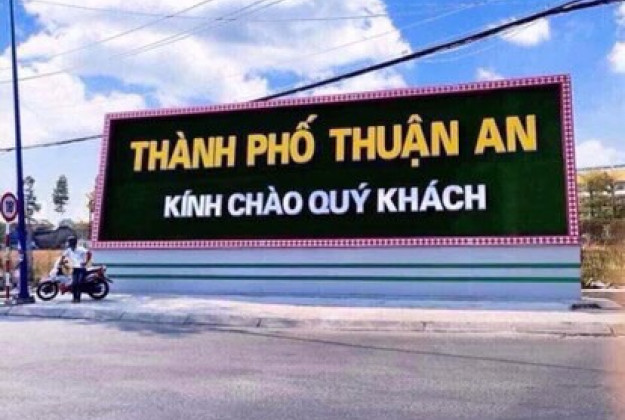 THÀNH PHỐ THUẬN AN
KÍNH CHÀO QUÝ KHÁCH